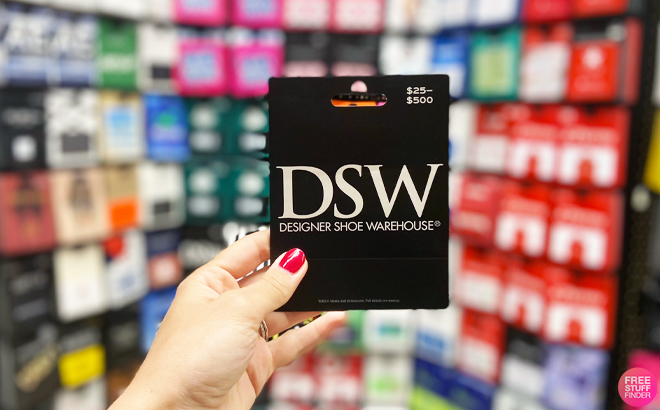 $25–
$500
DSW
DESIGNER SHOE WAREHOUSE®
FREE
STUFF
FINDER